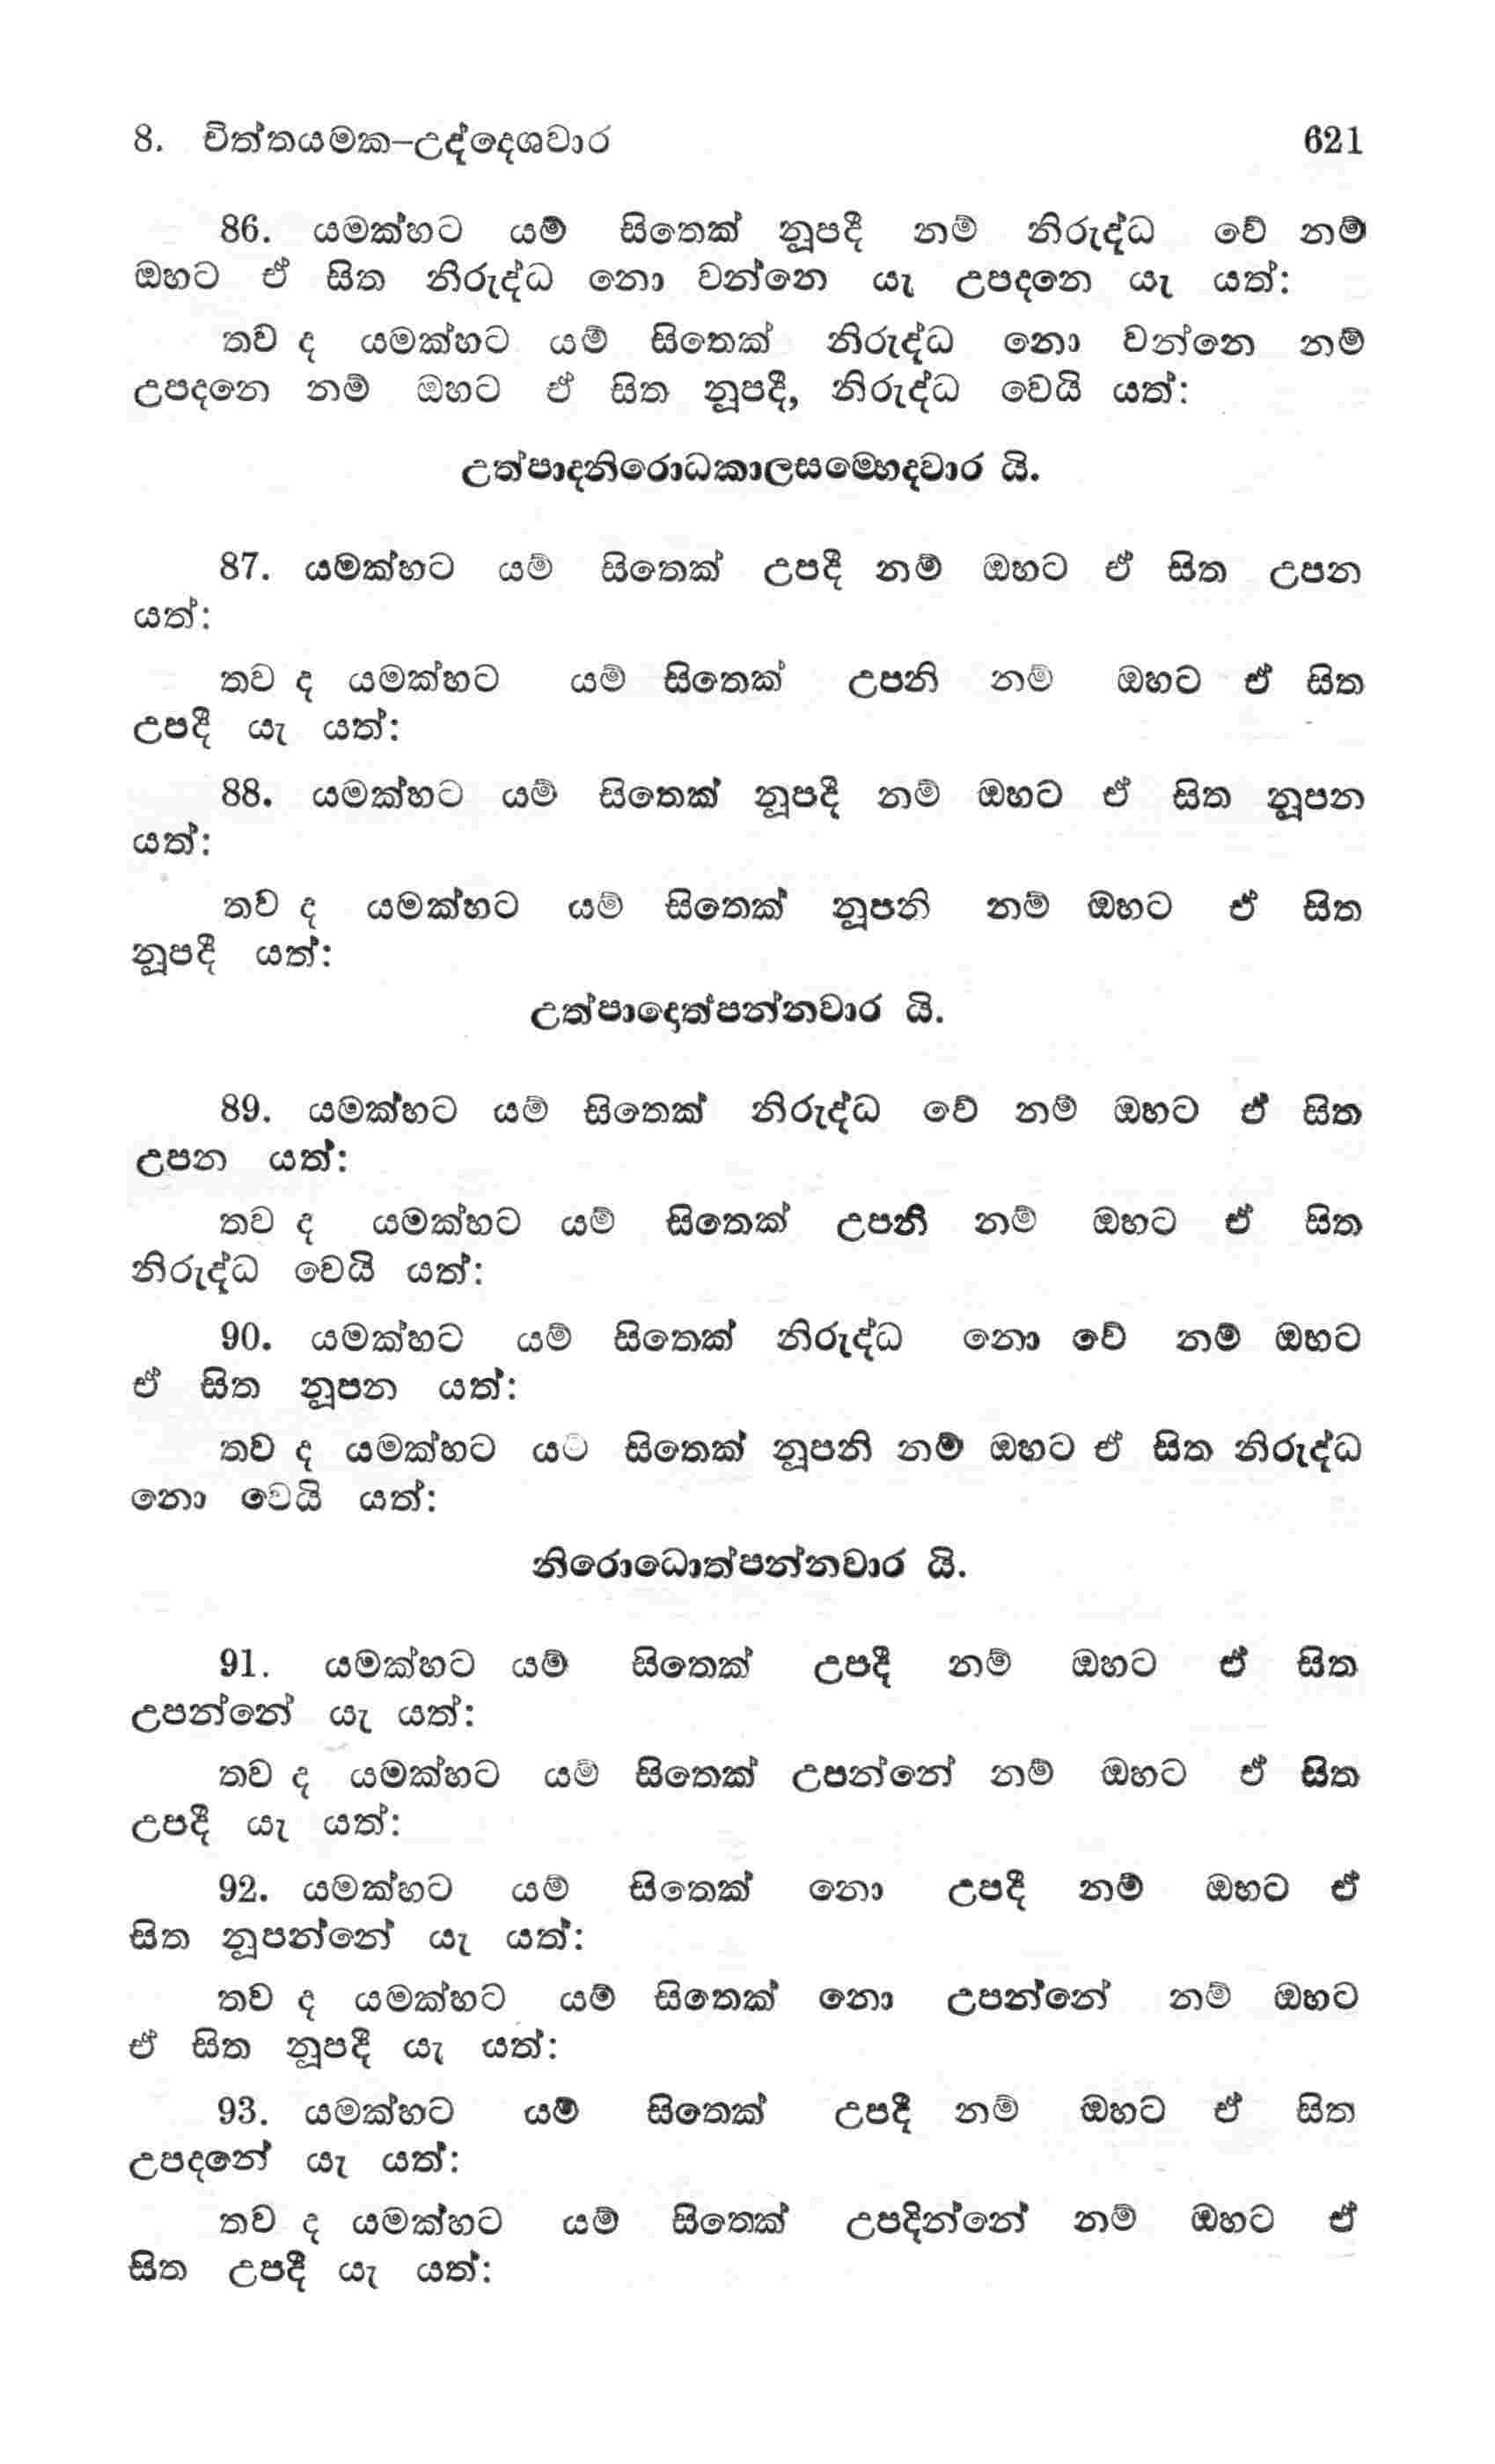 8. චිත්තයමක–උද්දෙශවාර 621
86. යමක්හට යම් සිතෙක් නූපදී නම් නිරුද්ධ වේ නම්
ඔහට ඒ සිත නිරුද්ධ නො වන්නෙ යැ උපදනෙ යැ යත්:
තව ද යමක්හට යම් සිතෙක් නිරුද්ධ නො වන්නෙ නම්
උපදනෙ නම් ඔහට ඒ සිත නූපදී, නිරුද්ධ වෙයි යත්:
උත්පාදනිරොධකාලසම්භෙදවාර යි.
87. යමක්හට යම් සිතෙක් උපදී නම් ඔහට ඒ සිත උපන
යත්:
තව ද යමක්හට යම් සිතෙක් උපනි නම් ඔහට ඒ සිත
උපදී යැ යත්:
88. යමක්හට යම් සිතෙක් නූපදී නම් ඔහට ඒ සිත නූපන
යත්:
තව ද යමක්හට යම් සිතෙක් නූපනි නම් ඔහට ඒ සිත
නූපදී යත්:
උත්පාදොත්පන්නවාර යි.
89. යමක්හට යම් සිතෙක් නිරුද්ධ වේ නම් ඔහට ඒ සිත
උපන යත්:
තව ද යමක්හට යම් සිතෙක් උපනි නම් ඔහට ඒ සිත
නිරුද්ධ වෙයි යත්:
90. යමක්හට යම් සිතෙක් නිරුද්ධ නො වේ නම් ඔහට
ඒ සිත නූපන යත්:
තව ද යමක්හට යම් සිතෙක් නූපනි නම් ඔහට ඒ සිත නිරුද්ධ
නො වෙයි යත්:
නිරොධොත්පන්නවාර යි.
91. යමක්හට යම් සිතෙක් උපදී නම් ඔහට ඒ සිත
උපන්නේ යැ යත්:
තව ද යමක්හට යම් සිතෙක් උපන්නේ නම් ඔහට ඒ සිත
උපදී යැ යත්:
92. යමක්හට යම් සිතෙක් නො උපදී නම් ඔහට ඒ
සිත නූපන්නේ යැ යත්:
තව ද යමක්හට යම් සිතෙක් නො උපන්නේ නම් ඔහට
ඒ සිත නූපදී යැ යත්:
93. යමක්හට යම් සිතෙක් උපදී නම් ඔහට ඒ සිත
උපදනේ යැ යත්:
තව ද යමක්හට යම් සිතෙක් උපදින්නේ නම් ඔහට ඒ
සිත උපදී යැ යත්: